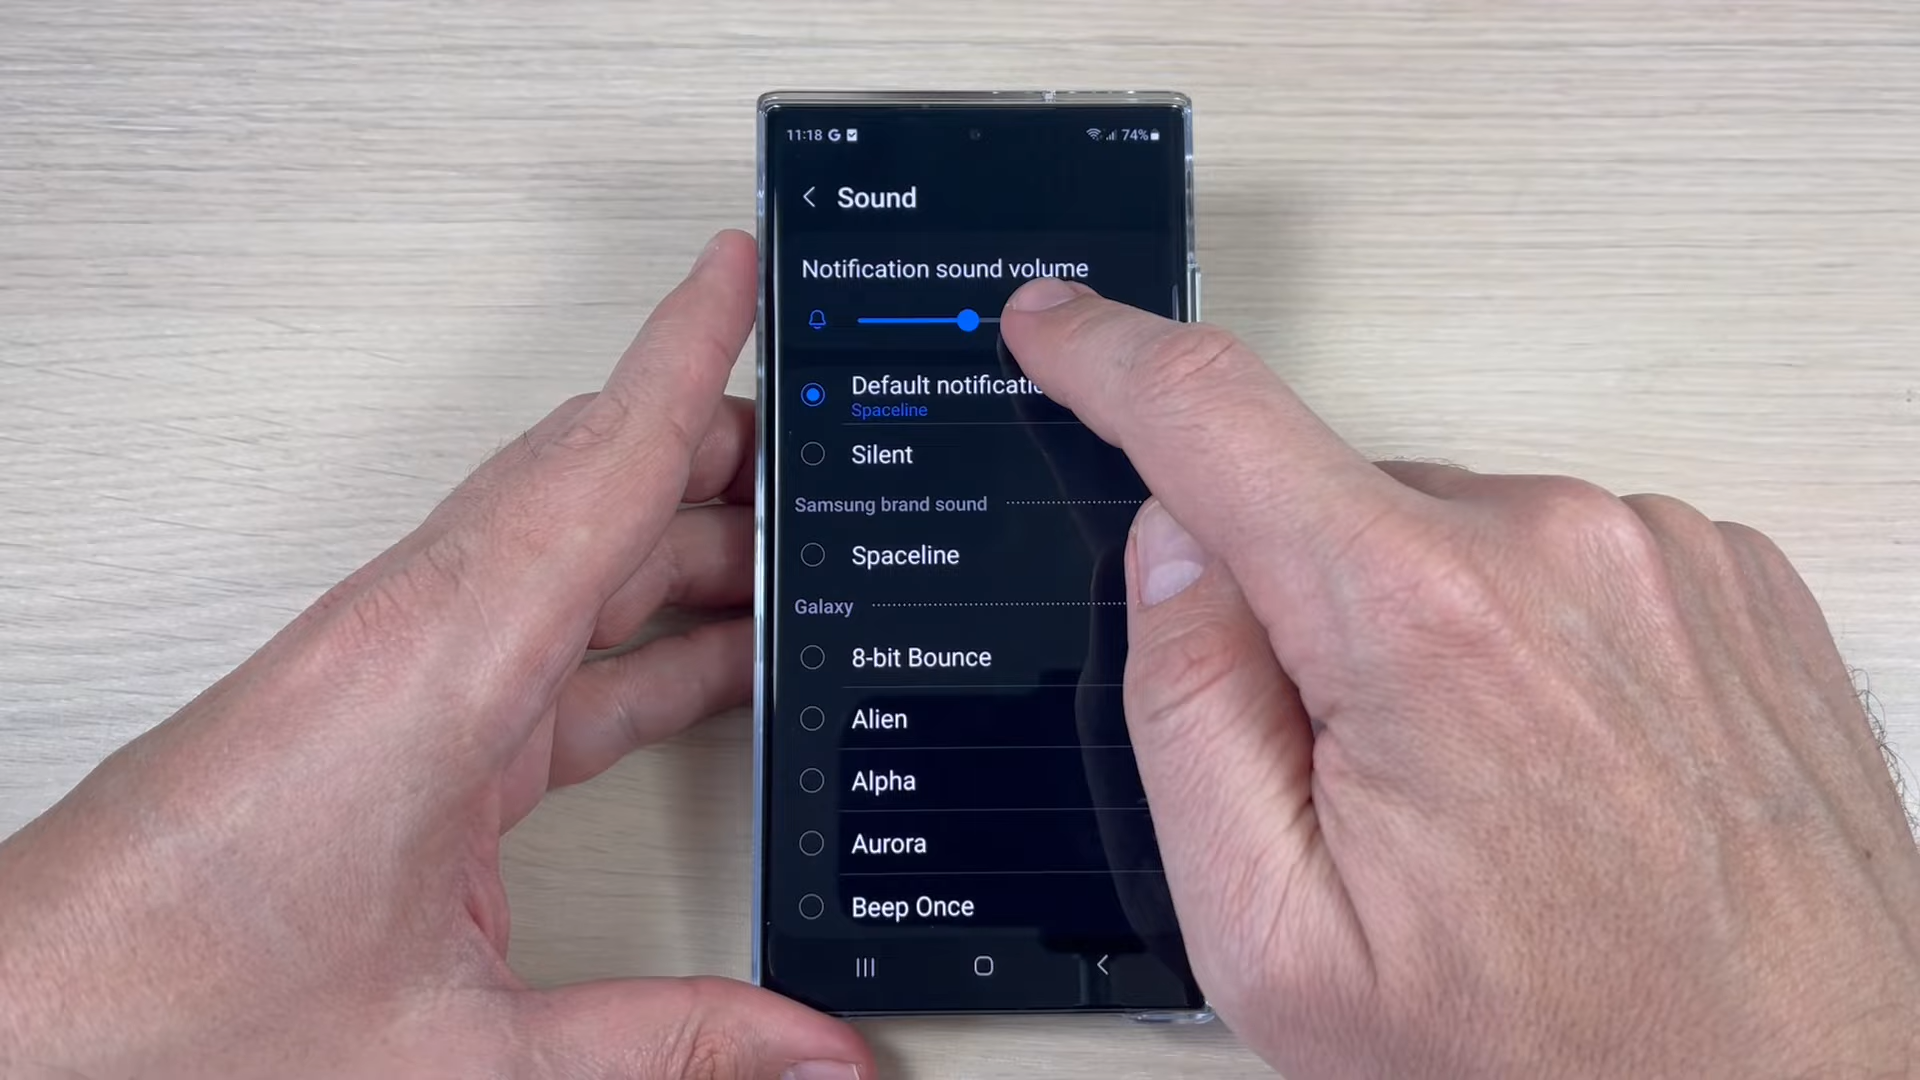 11:18 G 74%
Sound
Notification sound volume
Default notificatio
Spaceline
Silent
Samsung brand sound
Spaceline
Galaxy
8-bit Bounce
Alien
Alpha
Aurora
Beep Once